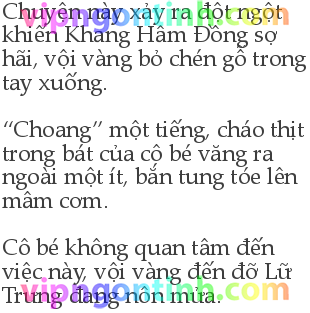 Chuyện này xảy ra đột ngột
khiến Khang Hâm Đồng sợ
hãi, vội vàng bỏ chén gỗ trong
tay xuống.
“Choang” một tiếng, cháo thịt
trong bát của cô bé văng ra
ngoài một ít, bắn tung tóe lên
mâm cơm.
Cô bé không quan tâm đến
việc này, vội vàng đến đỡ Lữ
Trưng đang nôn mửa.
vipngontinh.com
vipngontinh.com